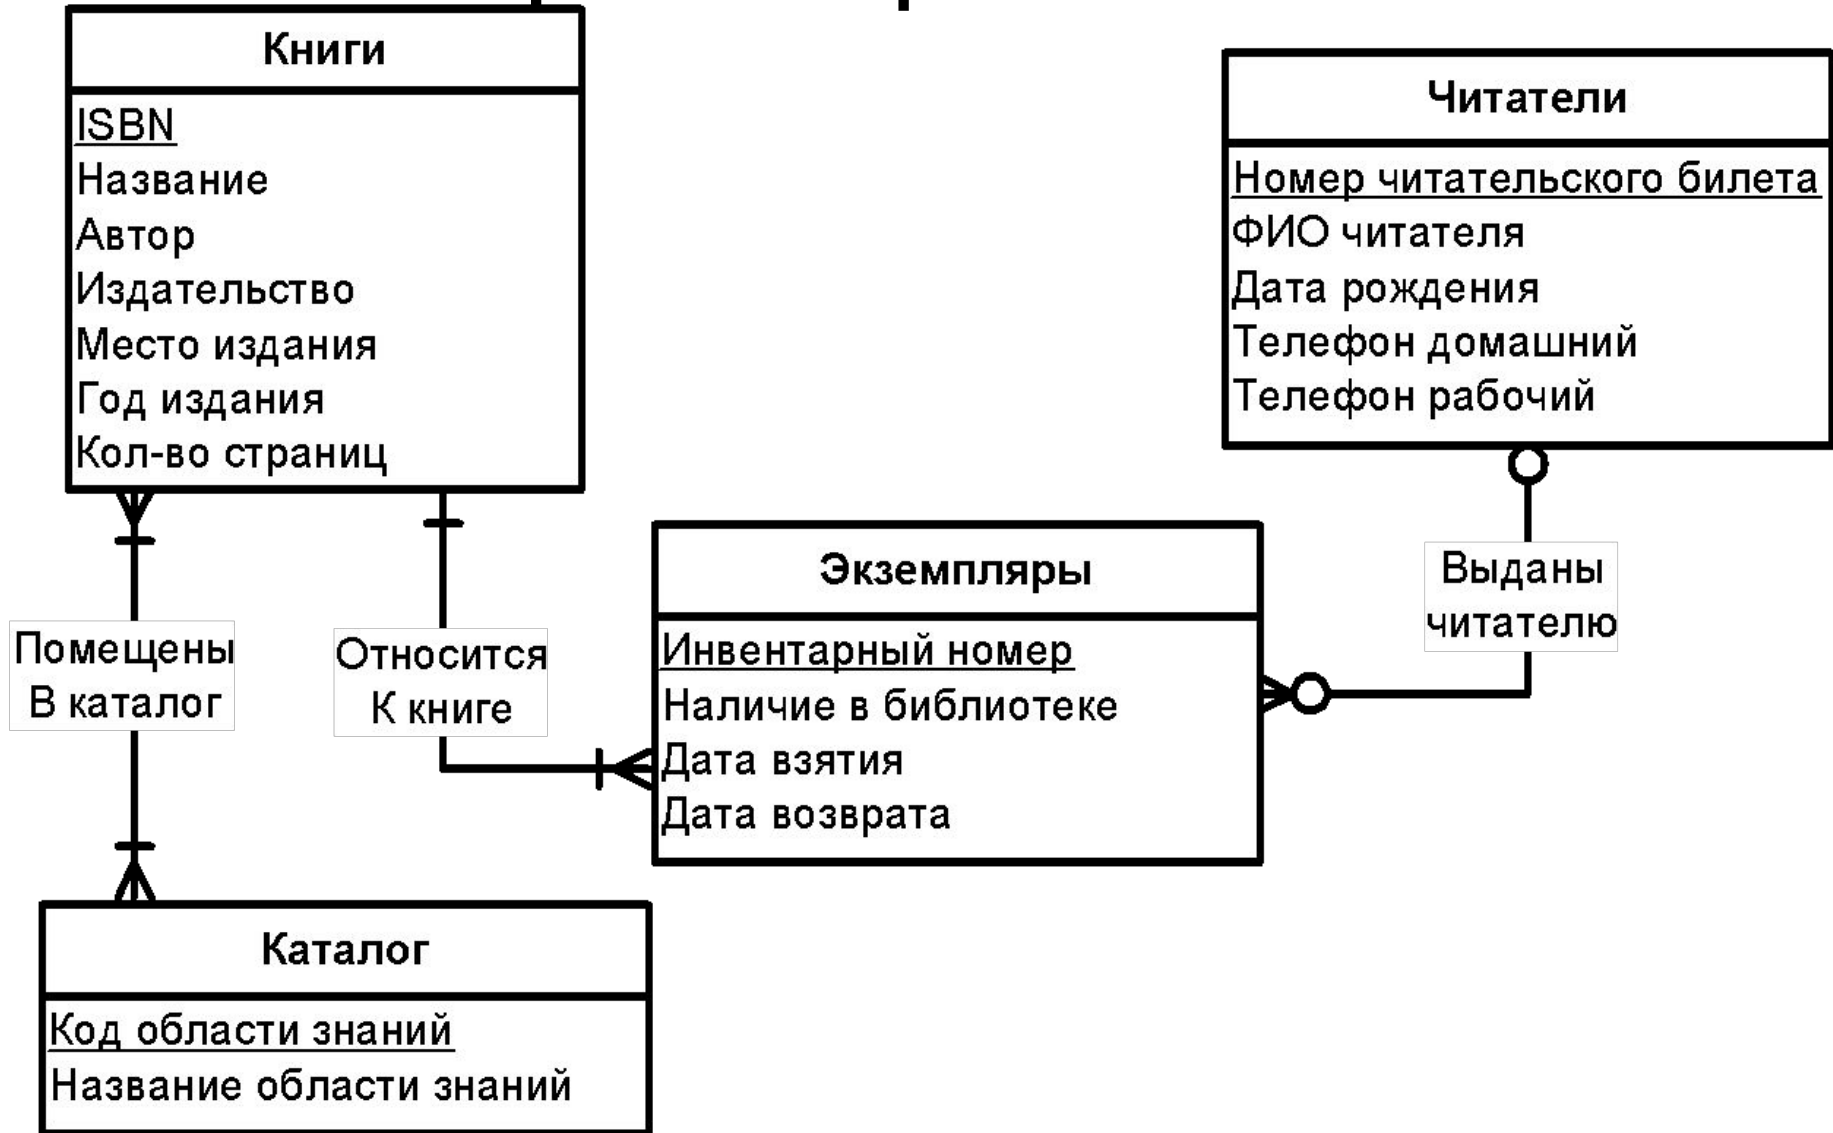 Книги
ISBN
Название
Автор
Издательство
Место издания
Год издания
Кол-во страниц
Читатели
Номер читательского билета
ФИО читателя
Дата рождения
Телефон домашний
Телефон рабочий
Помещены
В каталог
Относится
К книге
Экземпляры
Инвентарный номер
Наличие в библиотеке
Дата взятия
Дата возврата
Выданы
читателю
Каталог
Код области знаний
Название области знаний